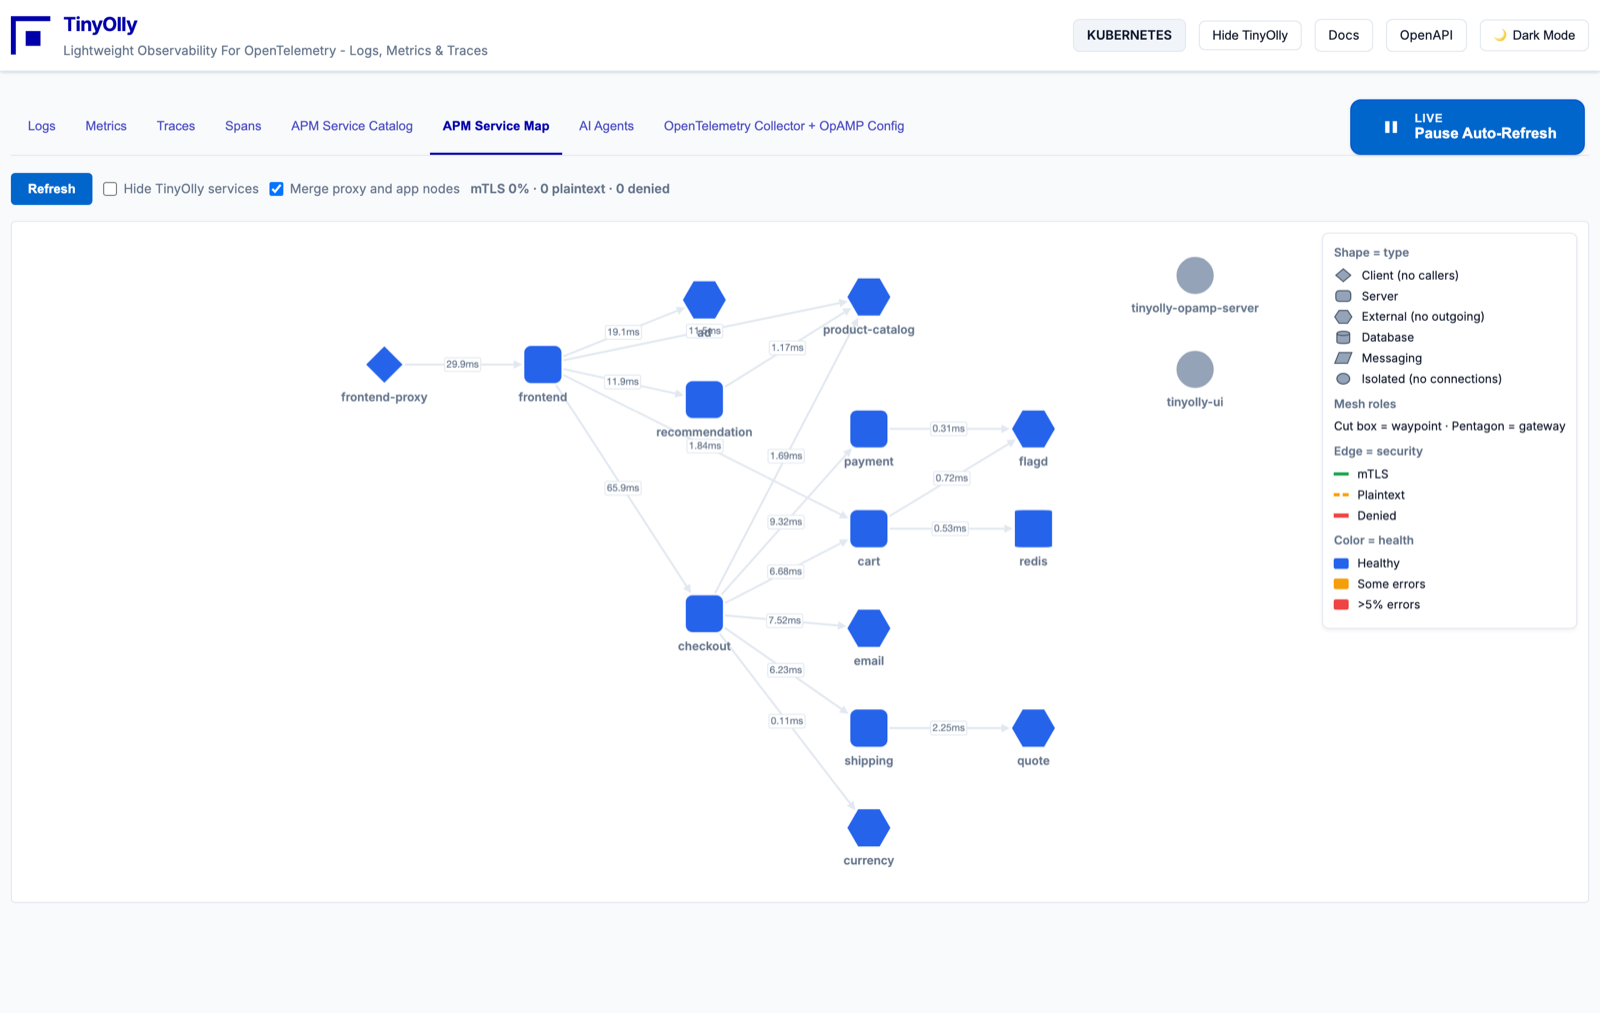 TinyOlly
Lightweight Observability For OpenTelemetry - Logs, Metrics & Traces
KUBERNETES
Hide TinyOlly
Docs
OpenAPI
Dark Mode
Logs
Metrics
Traces
Spans
APM Service Catalog
APM Service Map
AI Agents
OpenTelemetry Collector + OpAMP Config
LIVE
Pause Auto-Refresh
Refresh
Hide TinyOlly services
Merge proxy and app nodes
mTLS 0% · 0 plaintext · 0 denied
frontend-proxy
29.9ms
frontend
19.1ms
11.5ms
ad
11.9ms
recommendation
1.84ms
65.9ms
checkout
product-catalog
1.17ms
1.69ms
9.32ms
6.68ms
7.52ms
6.23ms
0.11ms
payment
0.31ms
flagd
0.72ms
cart
0.53ms
redis
email
shipping
2.25ms
quote
currency
tinyolly-opamp-server
tinyolly-ui
Shape = type
Client (no callers)
Server
External (no outgoing)
Database
Messaging
Isolated (no connections)
Mesh roles
Cut box = waypoint · Pentagon = gateway
Edge = security
mTLS
Plaintext
Denied
Color = health
Healthy
Some errors
>5% errors